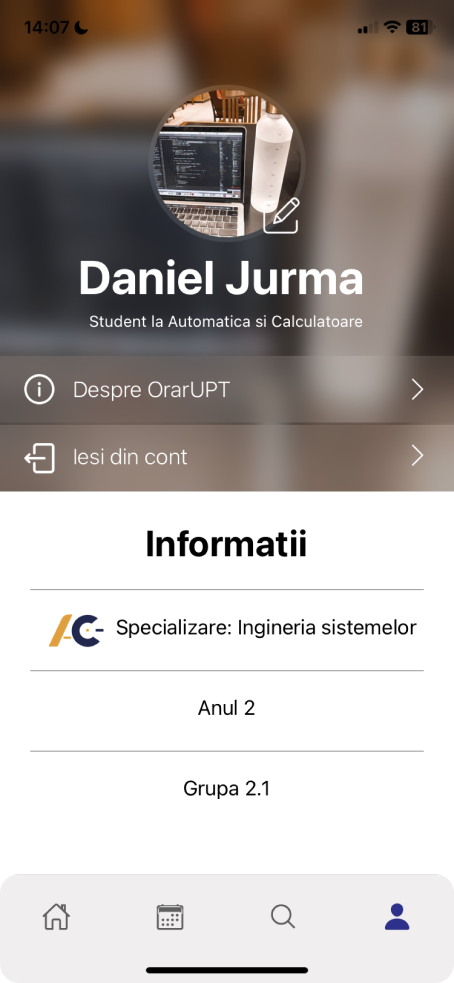 14:07
81
Daniel Jurma
Student la Automatica si Calculatoare
Despre OrarUPT
Iesi din cont
Informatii
AC
Specializare: Ingineria sistemelor
Anul 2
Grupa 2.1